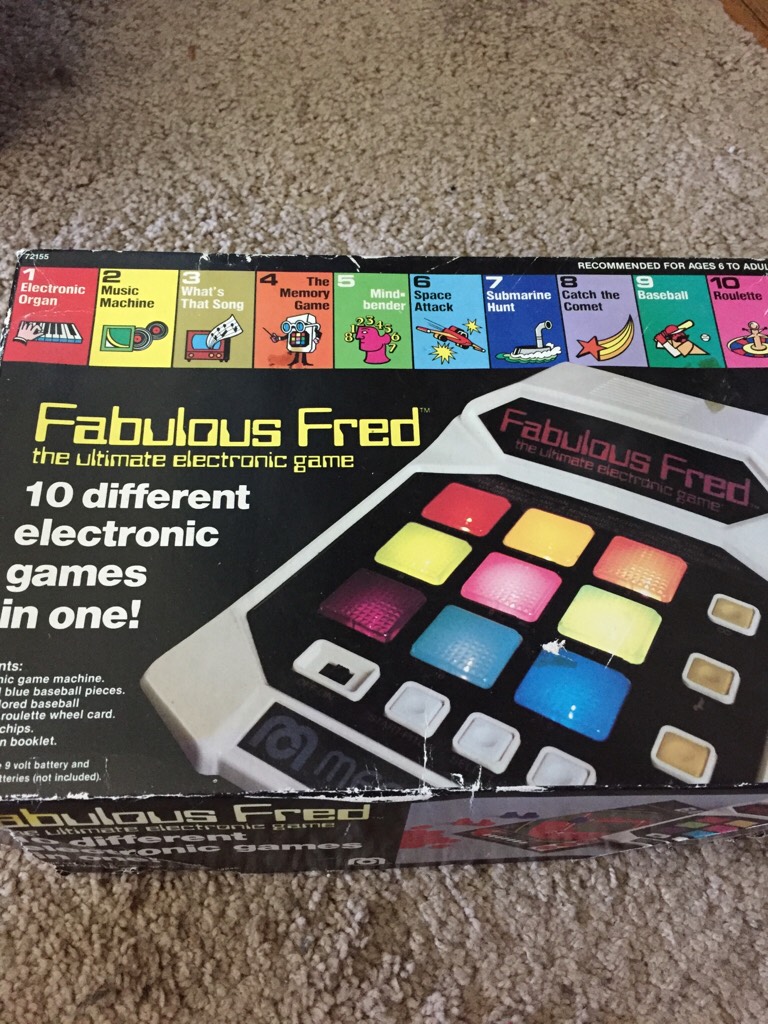 72155
RECOMMENDED FOR AGES 6 TO
1
Electronic
Organ
2
Music
Machine
3
What's
That Song
4
The
Memory
Game
5
Mind-
bender
6
Space
Attack
7
Submarine
Hunt
8
Catch the
Comet
9
Baseball
10
Roulette
Fabulous Fred™
the ultimate electronic game
10 different
electronic
games
in one!
Fabulous Fred
the ultimate electronic game
nts:
nic game machine.
blue baseball pieces.
lored baseball
roulette wheel card.
chips.
n booklet.
9 volt battery and
tteries (not included).
me
abulous Fred
ultimate electronic game
different
onic games